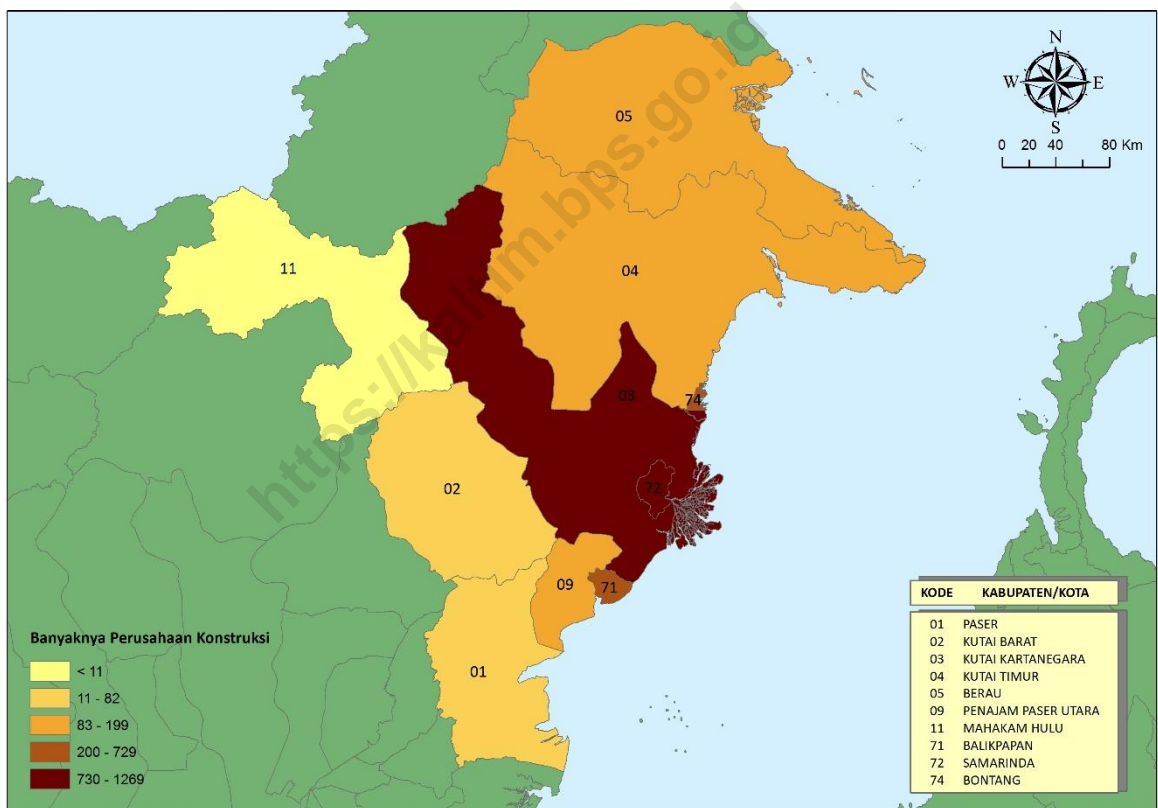 https://kaltim.bps.go.id
N
W E
S
0 20 40 80 Km
05
11
04
03
74
02
72
09
71
01
Banyaknya Perusahaan Konstruksi
< 11
11 - 82
83 - 199
200 - 729
730 - 1269
KODE KABUPATEN/KOTA
01 PASER
02 KUTAI BARAT
03 KUTAI KARTANEGARA
04 KUTAI TIMUR
05 BERAU
09 PENAJAM PASER UTARA
11 MAHAKAM HULU
71 BALIKPAPAN
72 SAMARINDA
74 BONTANG